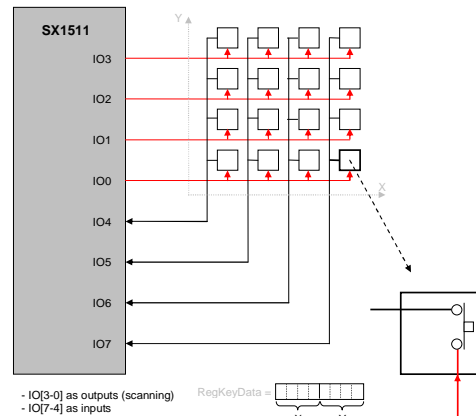 SX1511
Y
IO3
IO2
IO1
IO0
X
IO4
IO5
IO6
IO7
- IO[3-0] as outputs (scanning)
- IO[7-4] as inputs
RegKeyData =